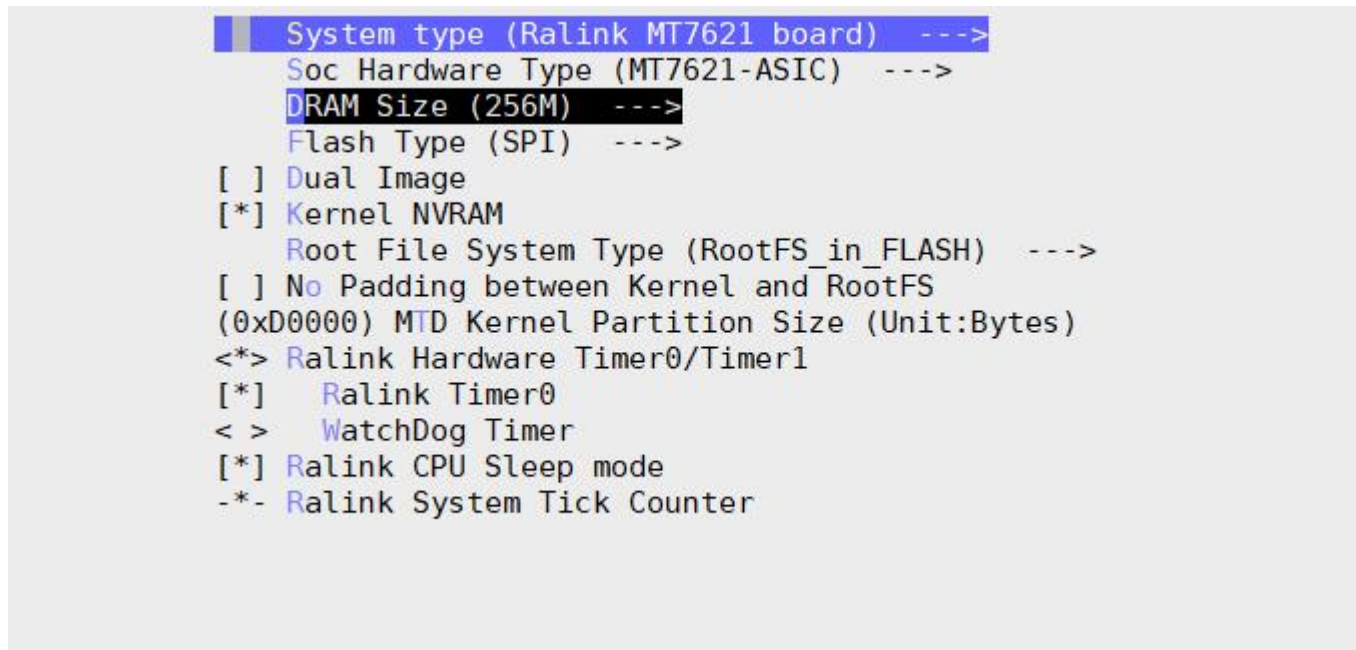 System type (Ralink MT7621 board)  --->
Soc Hardware Type (MT7621-ASIC)  --->
DRAM Size (256M)  --->
Flash Type (SPI)  --->
[ ] Dual Image
[*] Kernel NVRAM
Root File System Type (RootFS_in_FLASH)  --->
[ ] No Padding between Kernel and RootFS
(0xD0000) MTD Kernel Partition Size (Unit:Bytes)
<*> Ralink Hardware Timer0/Timer1
[*]   Ralink Timer0
< >   WatchDog Timer
[*] Ralink CPU Sleep mode
-*- Ralink System Tick Counter